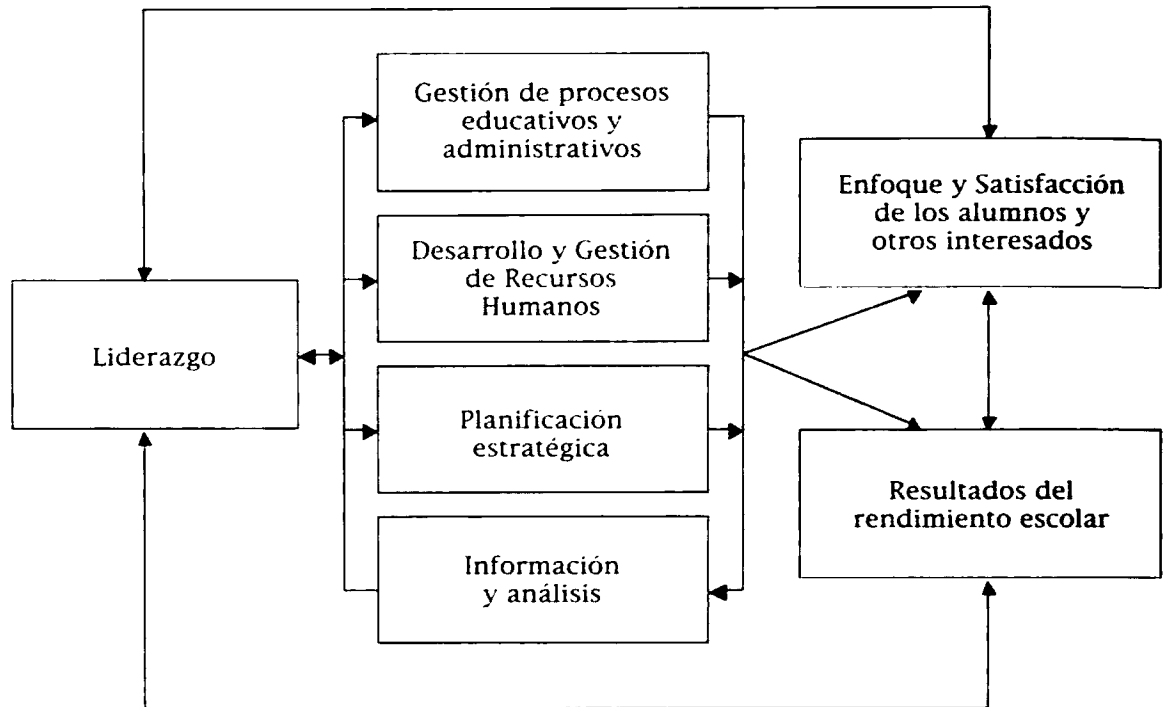 Gestión de procesos
educativos y
administrativos
Enfoque y Satisfacción
de los alumnos y
otros interesados
Desarrollo y Gestión
de Recursos
Humanos
Liderazgo
Planificación
estratégica
Resultados del
rendimiento escolar
Información
y análisis